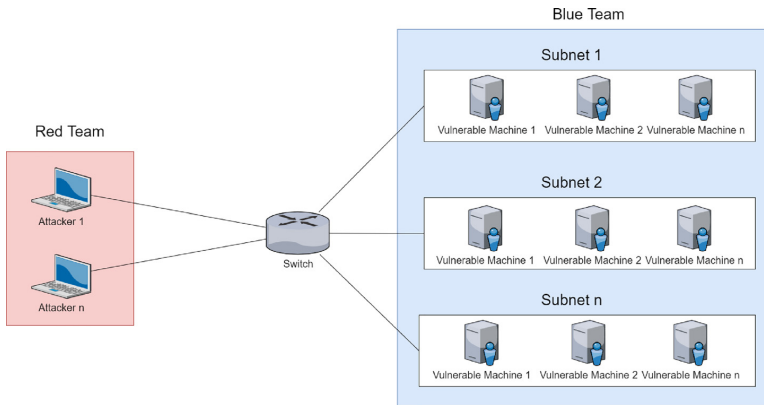 Blue Team
Subnet 1
Vulnerable Machine 1 Vulnerable Machine 2 Vulnerable Machine n
Red Team
Attacker 1
Attacker n
Switch
Subnet 2
Vulnerable Machine 1 Vulnerable Machine 2 Vulnerable Machine n
Subnet n
Vulnerable Machine 1 Vulnerable Machine 2 Vulnerable Machine n